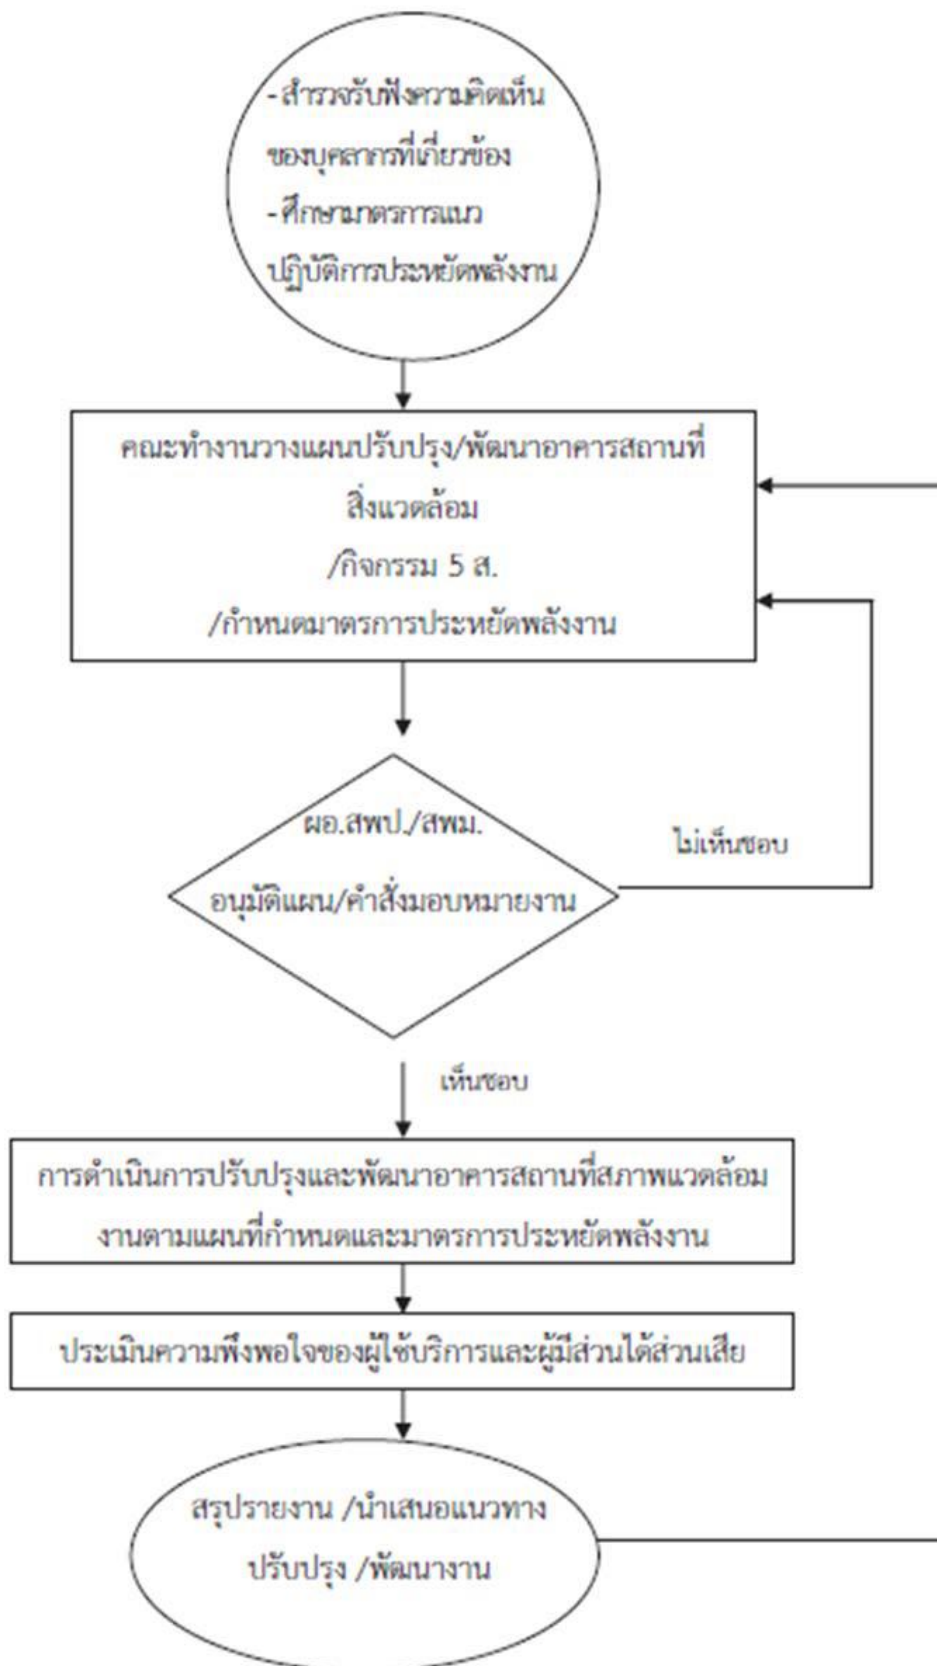 - สำรวจรับฟังความคิดเห็น
ของบุคลากรที่เกี่ยวข้อง
- ศึกษามาตรการแนว
ปฏิบัติการประหยัดพลังงาน
คณะทำงานวางแผนปรับปรุง/พัฒนาอาคารสถานที่
สิ่งแวดล้อม
/กิจกรรม 5 ส.
/กำหนดมาตรการประหยัดพลังงาน
ผอ.สพป./สพม.
อนุมัติแผน/คำสั่งมอบหมายงาน
ไม่เห็นชอบ
เห็นชอบ
การดำเนินการปรับปรุงและพัฒนาอาคารสถานที่สภาพแวดล้อม
งานตามแผนที่กำหนดและมาตรการประหยัดพลังงาน
ประเมินความพึงพอใจของผู้ใช้บริการและผู้มีส่วนได้ส่วนเสีย
สรุปรายงาน /นำเสนอแนวทาง
ปรับปรุง /พัฒนางาน